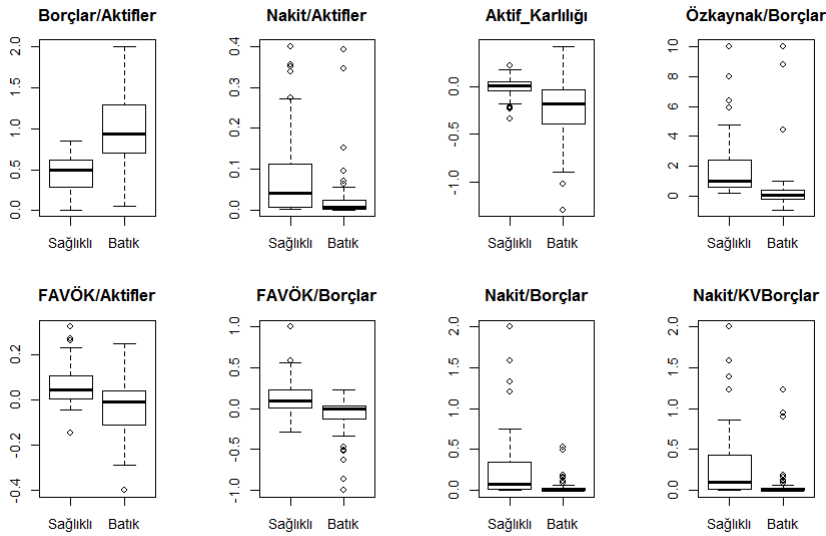 Borçlar/Aktifler
2.0
1.5
1.0
0.5
0.0
Sağlıklı Batık
Nakit/Aktifler
0.4
0.3
0.2
0.1
0.0
Sağlıklı Batık
Aktif_Karlılığı
0.0
-0.5
-1.0
Sağlıklı Batık
Özkaynak/Borçlar
10
8
6
4
2
0
Sağlıklı Batık
FAVÖK/Aktifler
0.2
0.0
-0.2
-0.4
Sağlıklı Batık
FAVÖK/Borçlar
1.0
0.5
0.0
-0.5
-1.0
Sağlıklı Batık
Nakit/Borçlar
2.0
1.5
1.0
0.5
0.0
Sağlıklı Batık
Nakit/KVBorçlar
2.0
1.5
1.0
0.5
0.0
Sağlıklı Batık